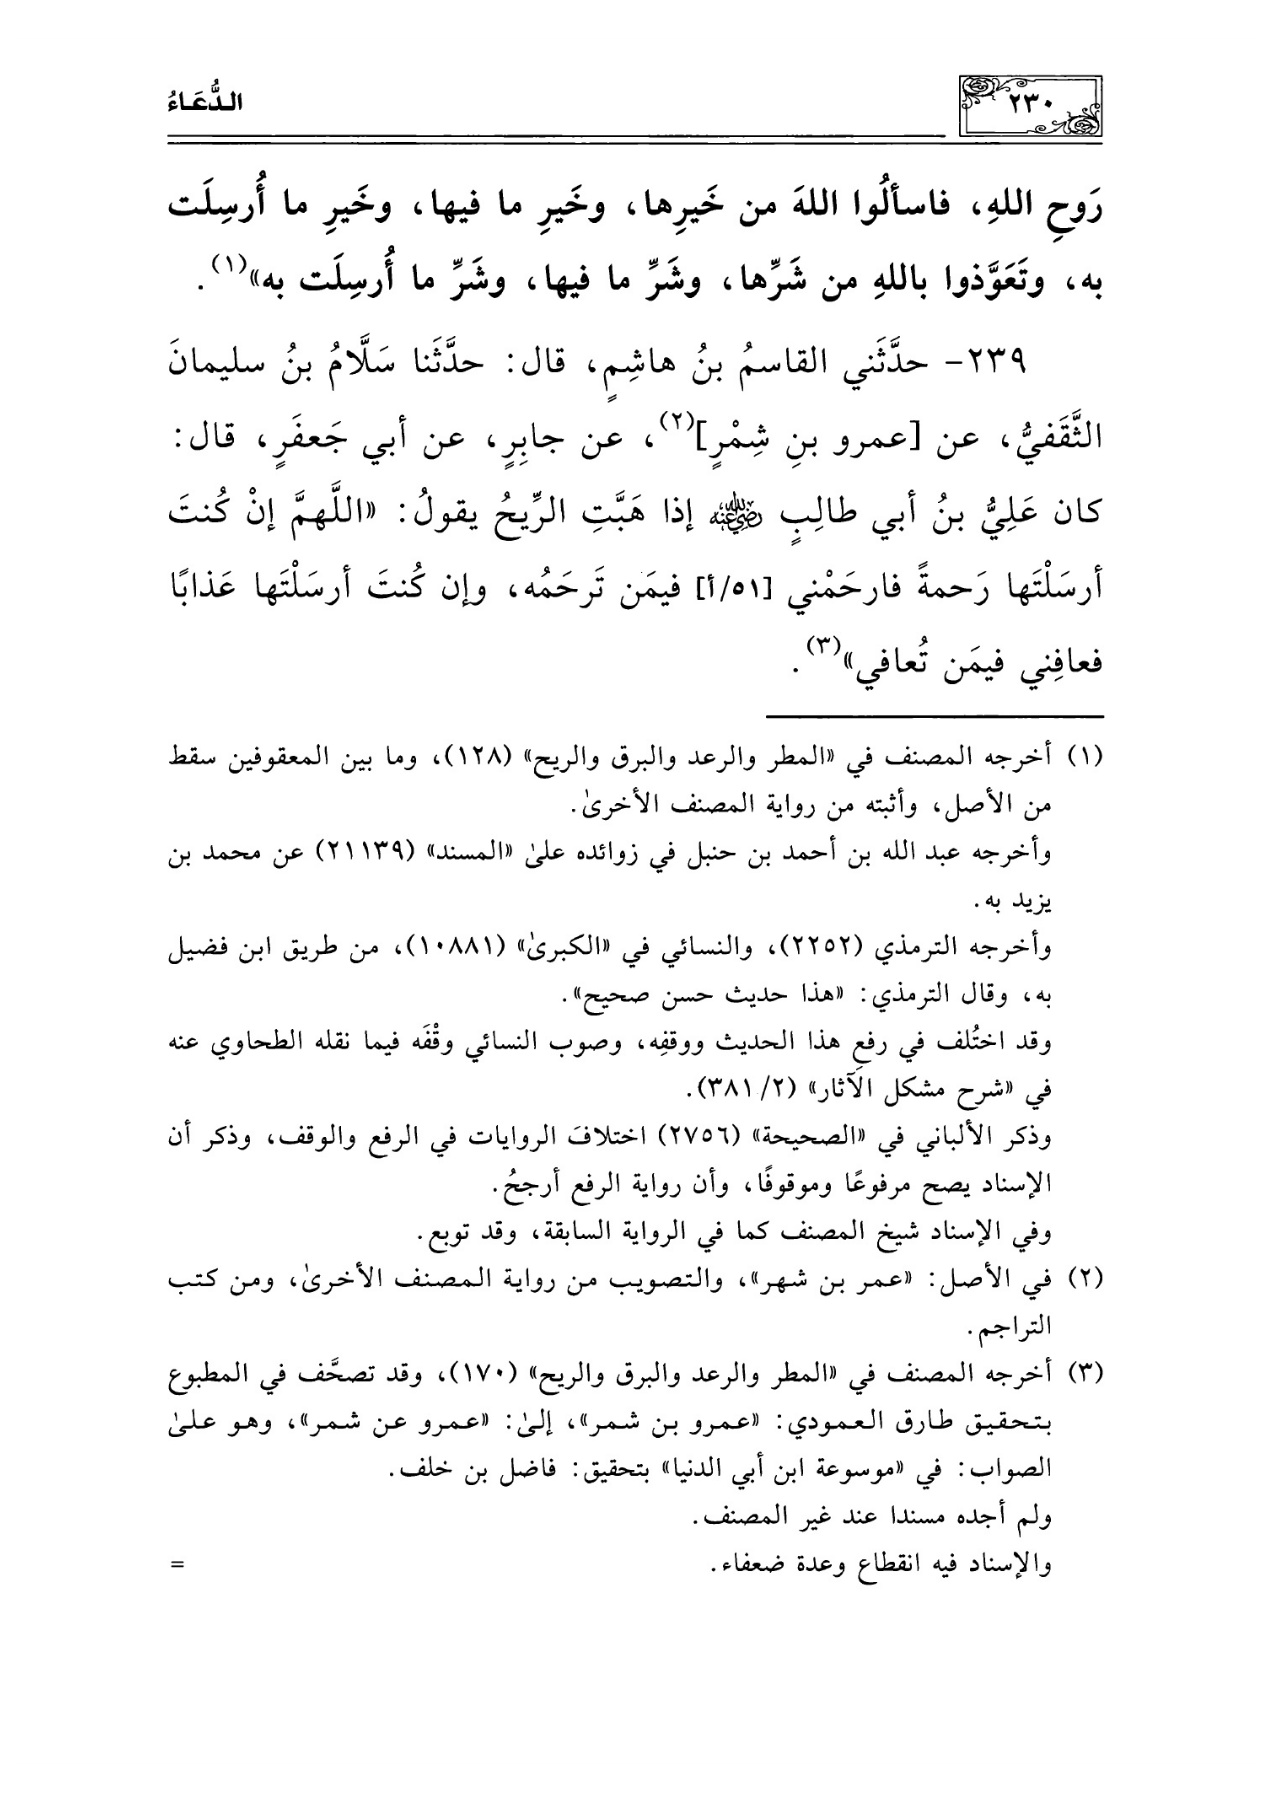 ٢٣٠
الدُّعَاءُ
رَوحِ اللهِ، فاسألُوا اللهَ من خَيرِها، وخَيرِ ما فيها، وخَيرِ ما أُرسِلَت
به، وتَعَوَّذوا باللهِ من شَرِّها، وشَرِّ ما فيها، وشَرِّ ما أُرسِلَت به»(١).
٢٣٩- حدَّثَني القاسمُ بنُ هاشِمٍ، قال: حدَّثَنا سَلَّامُ بنُ سليمانَ
الثَّقَفيُّ، عن [عمرو بنِ شِمْرٍ](٢)، عن جابِرٍ، عن أبي جَعفَرٍ، قال:
كان عَلِيُّ بنُ أبي طالِبٍ رضي الله عنه إذا هَبَّتِ الرِّيحُ يقولُ: «اللَّهمَّ إنْ كُنتَ
أرسَلْتَها رَحمةً فارحَمْني [٥١/أ] فيمَن تَرحَمُه، وإن كُنتَ أرسَلْتَها عَذابًا
فعافِني فيمَن تُعافي»(٣).
(١) أخرجه المصنف في «المطر والرعد والبرق والريح» (١٢٨)، وما بين المعقوفين سقط
من الأصل، وأثبته من رواية المصنف الأخرىٰ.
وأخرجه عبد الله بن أحمد بن حنبل في زوائده علىٰ «المسند» (٢١١٣٩) عن محمد بن
يزيد به.
وأخرجه الترمذي (٢٢٥٢)، والنسائي في «الكبرىٰ» (١٠٨٨١)، من طريق ابن فضيل
به، وقال الترمذي: «هذا حديث حسن صحيح».
وقد اختُلف في رفعِ هذا الحديث ووقفِه، وصوب النسائي وقْفَه فيما نقله الطحاوي عنه
في «شرح مشكل الآثار» (٢/ ٣٨١).
وذكر الألباني في «الصحيحة» (٢٧٥٦) اختلافَ الروايات في الرفع والوقف، وذكر أن
الإسناد يصح مرفوعًا وموقوفًا، وأن رواية الرفع أرجحُ.
وفي الإسناد شيخ المصنف كما في الرواية السابقة، وقد توبع.
(٢) في الأصل: «عمر بن شهر»، والتصويب من رواية المصنف الأخرىٰ، ومن كتب
التراجم.
(٣) أخرجه المصنف في «المطر والرعد والبرق والريح» (١٧٠)، وقد تصحَّف في المطبوع
بتحقيق طارق العمودي: «عمرو بن شمر»، إلىٰ: «عمرو عن شمر»، وهو علىٰ
الصواب: في «موسوعة ابن أبي الدنيا» بتحقيق: فاضل بن خلف.
ولم أجده مسندا عند غير المصنف.
والإسناد فيه انقطاع وعدة ضعفاء.
=